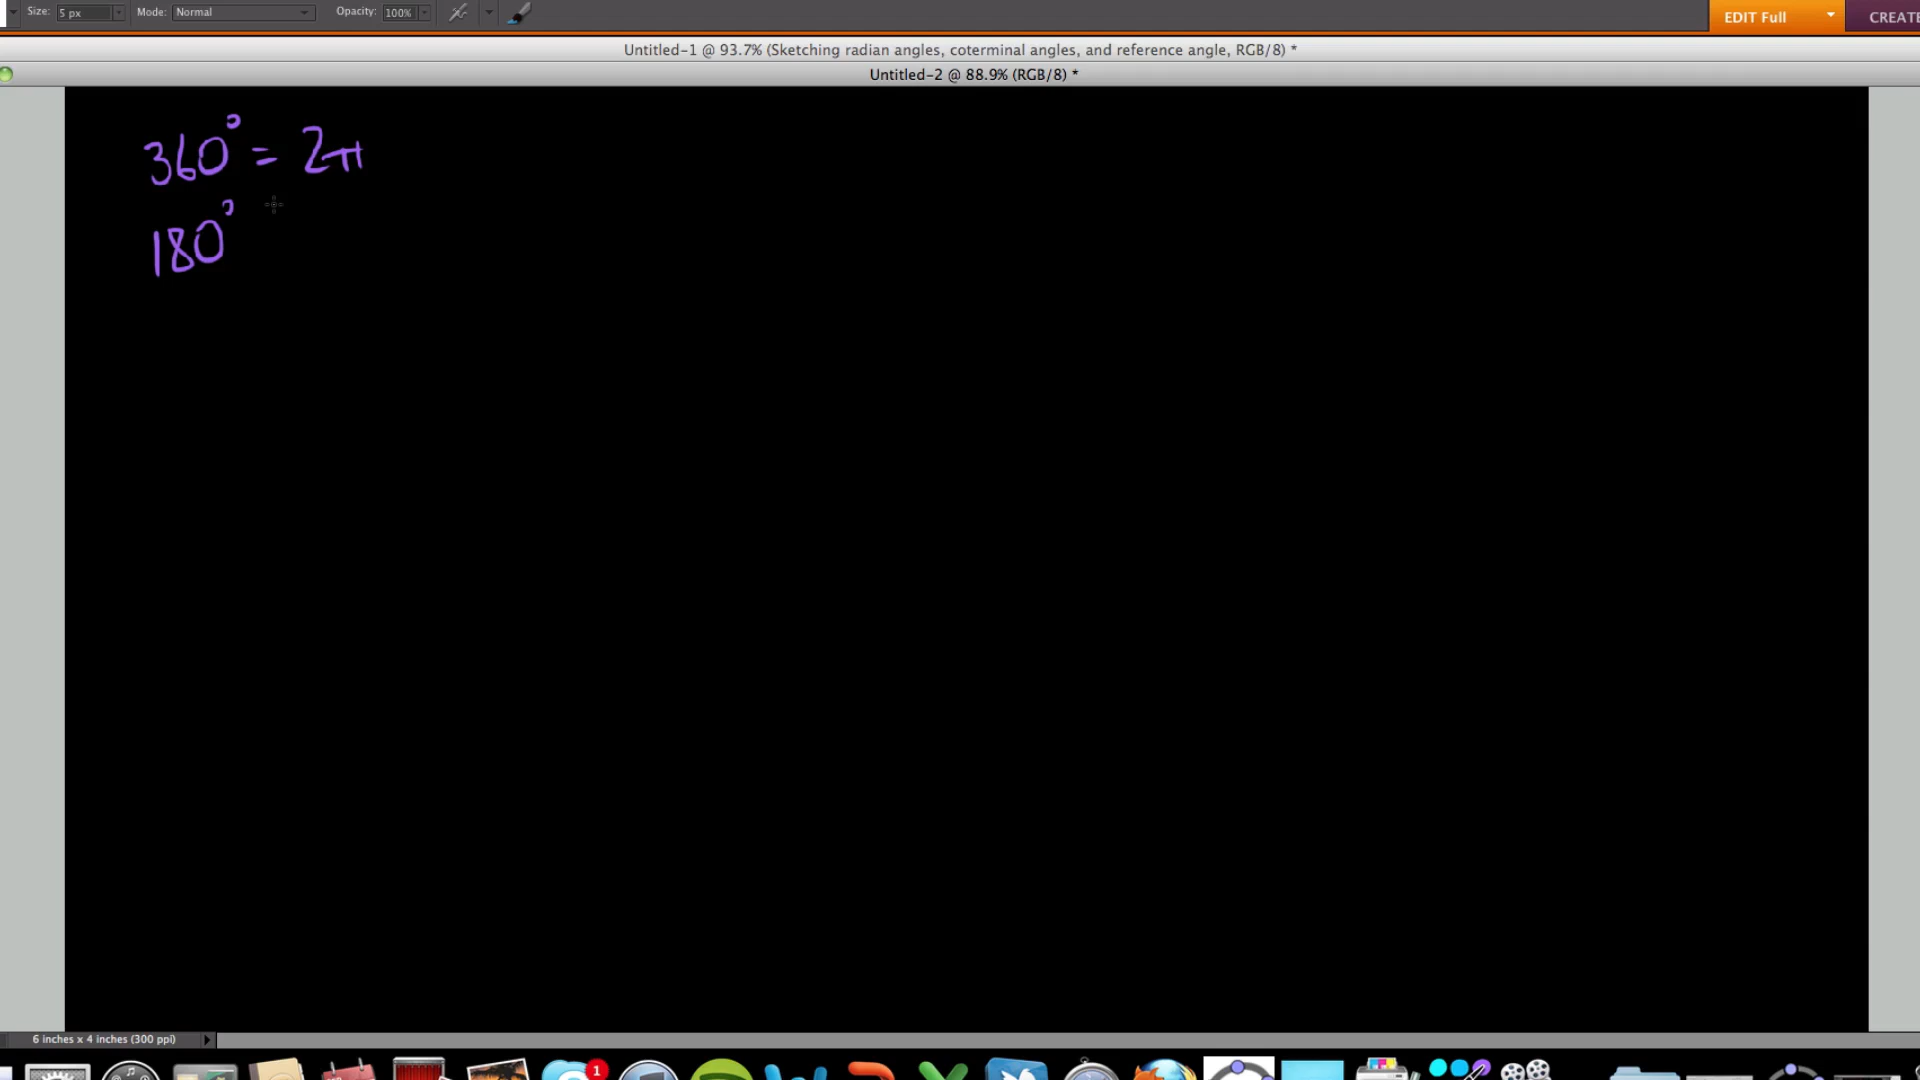 Size: 5 px Mode: Normal Opacity: 100% EDIT Full CREATE
Untitled-1 @ 93.7% (Sketching radian angles, coterminal angles, and reference angle, RGB/8) *
Untitled-2 @ 88.9% (RGB/8) *
360° = 2π
180°
6 inches x 4 inches (300 ppi)
1